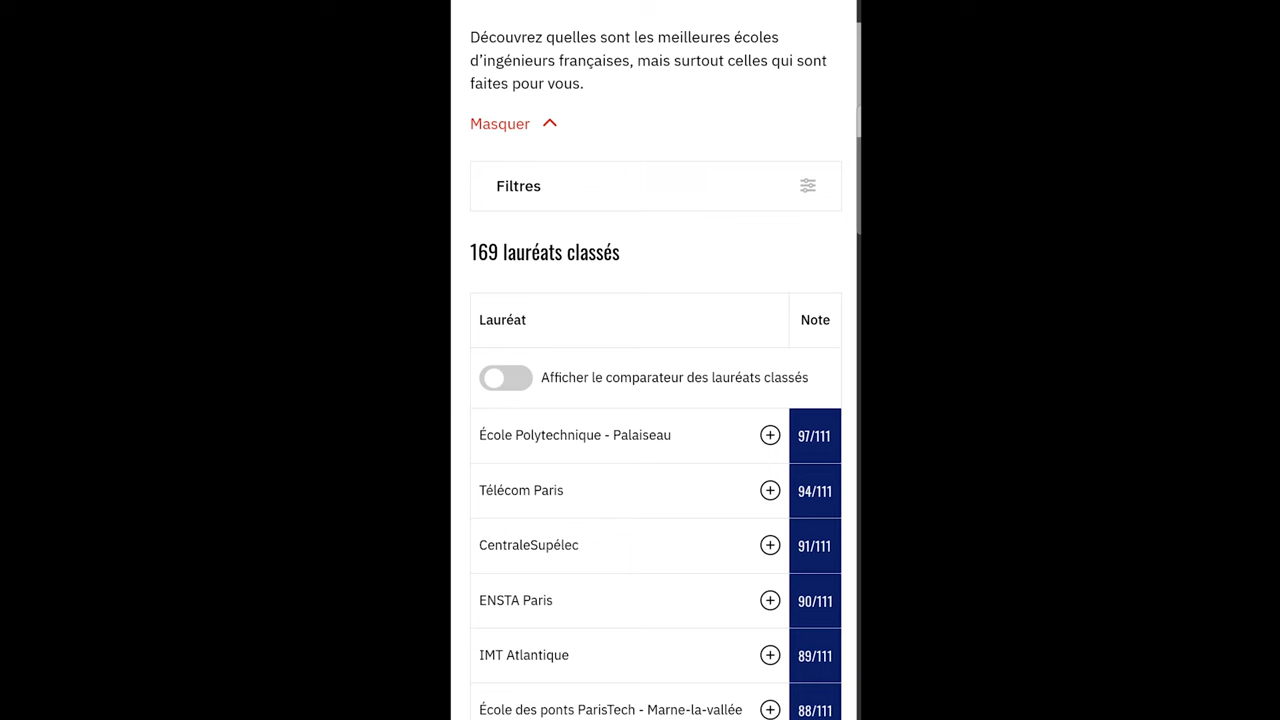 Découvrez quelles sont les meilleures écoles
d’ingénieurs françaises, mais surtout celles qui sont
faites pour vous.
Masquer
Filtres
169 lauréats classés
Lauréat Note
Afficher le comparateur des lauréats classés
École Polytechnique - Palaiseau 97/111
Télécom Paris 94/111
CentraleSupélec 91/111
ENSTA Paris 90/111
IMT Atlantique 89/111
École des ponts ParisTech - Marne-la-vallée 88/111